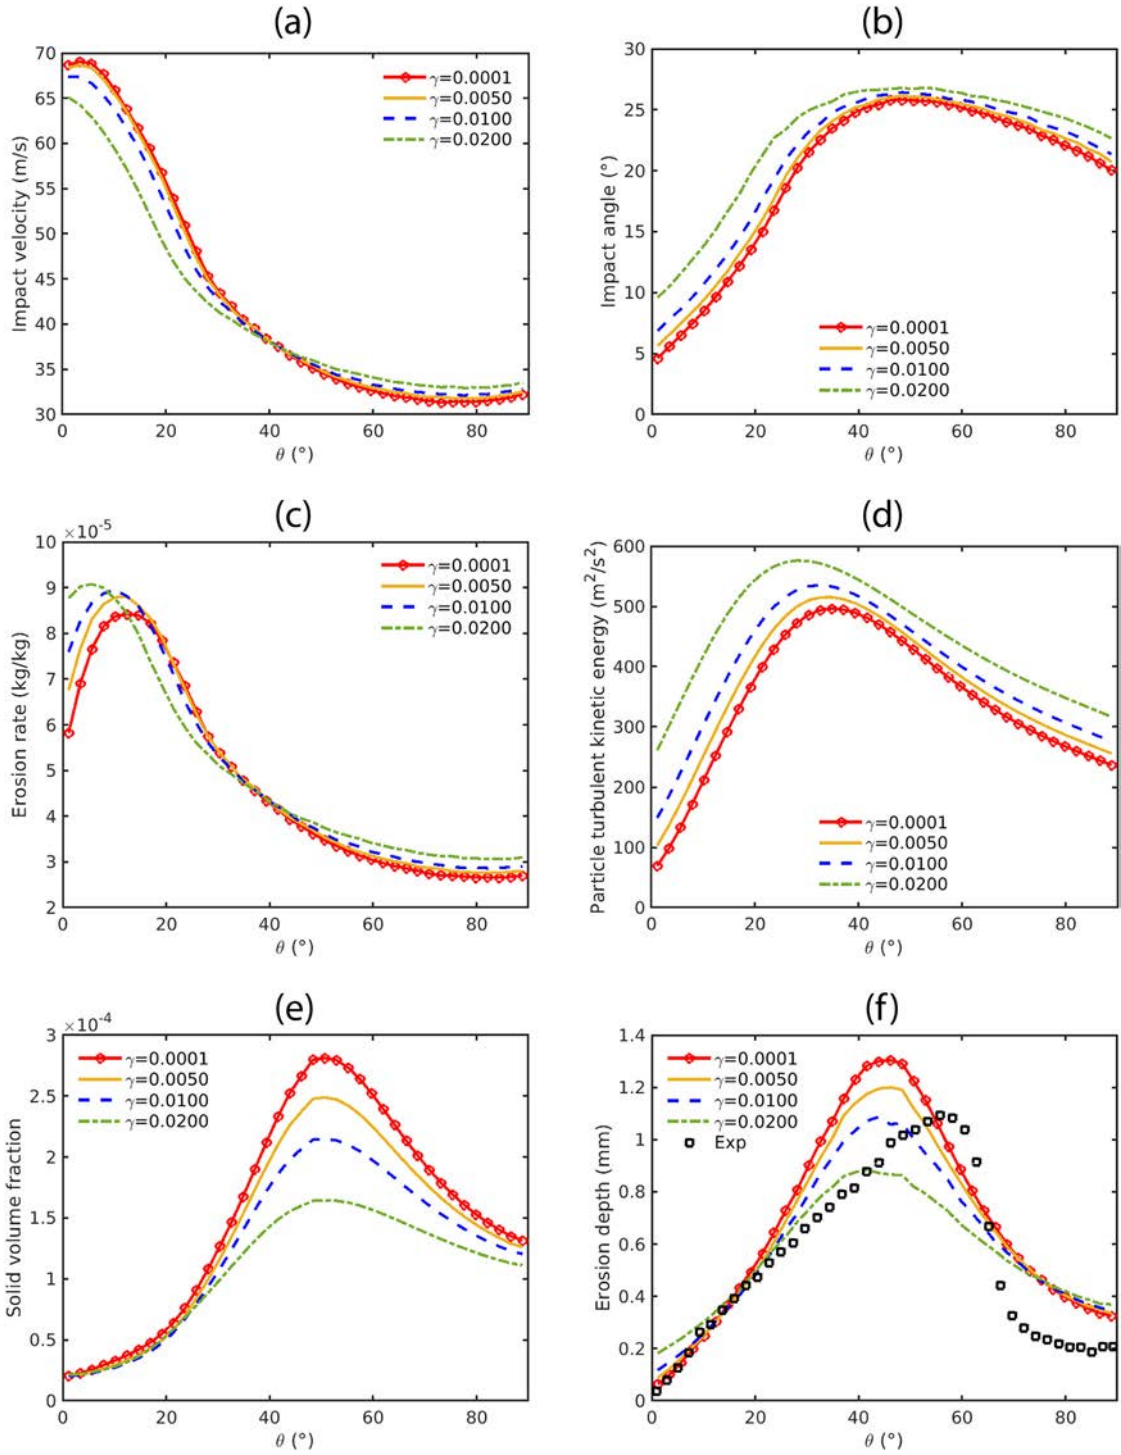 (a)
70
65
60
55
50
45
40
35
30
0
20
40
60
80
Impact velocity (m/s)
θ (°)
γ=0.0001
γ=0.0050
γ=0.0100
γ=0.0200
(b)
30
25
20
15
10
5
0
0
20
40
60
80
Impact angle (°)
θ (°)
γ=0.0001
γ=0.0050
γ=0.0100
γ=0.0200
(c)
×10⁻⁵
10
9
8
7
6
5
4
3
2
0
20
40
60
80
Erosion rate (kg/kg)
θ (°)
γ=0.0001
γ=0.0050
γ=0.0100
γ=0.0200
(d)
600
500
400
300
200
100
0
0
20
40
60
80
Particle turbulent kinetic energy (m²/s²)
θ (°)
γ=0.0001
γ=0.0050
γ=0.0100
γ=0.0200
(e)
×10⁻⁴
3
2.5
2
1.5
1
0.5
0
0
20
40
60
80
Solid volume fraction
θ (°)
γ=0.0001
γ=0.0050
γ=0.0100
γ=0.0200
(f)
1.4
1.2
1
0.8
0.6
0.4
0.2
0
0
20
40
60
80
Erosion depth (mm)
θ (°)
γ=0.0001
γ=0.0050
γ=0.0100
γ=0.0200
Exp